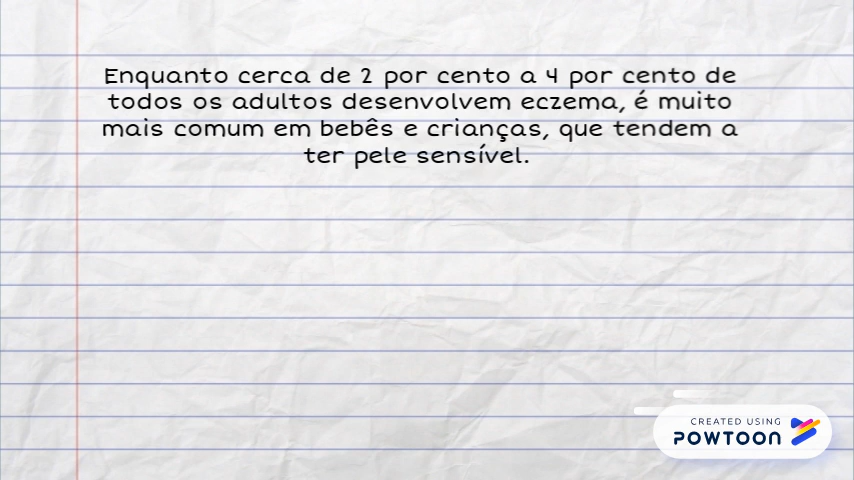 Enquanto cerca de 2 por cento a 4 por cento de
todos os adultos desenvolvem eczema, é muito
mais comum em bebês e crianças, que tendem a
ter pele sensível.
CREATED USING
POWTOON